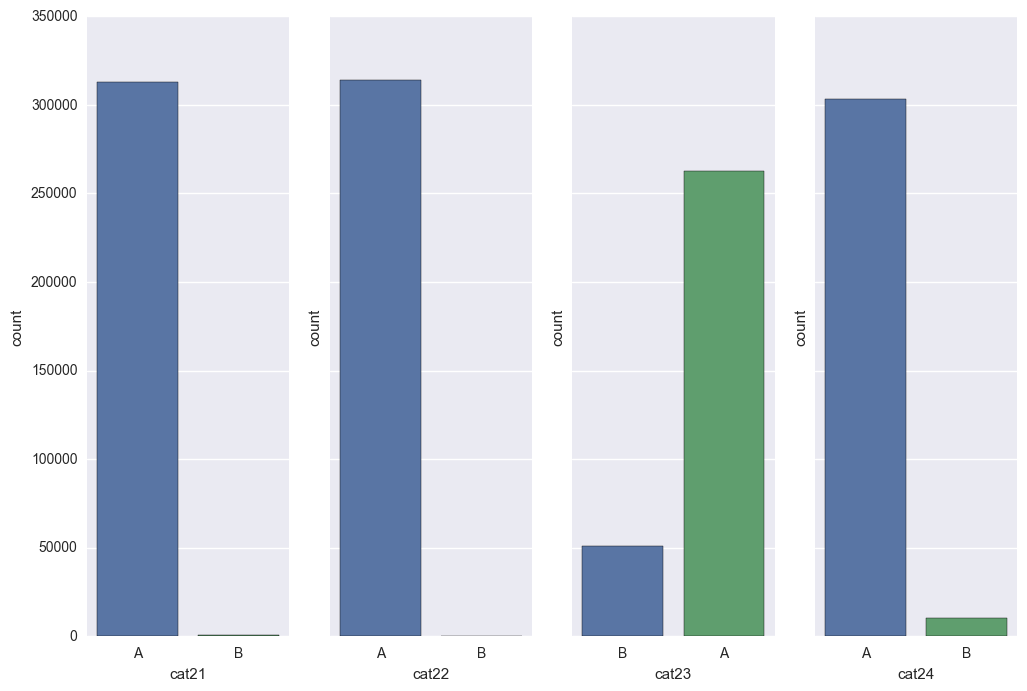 350000
300000
250000
200000
150000
100000
50000
0
count
A B
cat21
count
A B
cat22
count
B A
cat23
count
A B
cat24